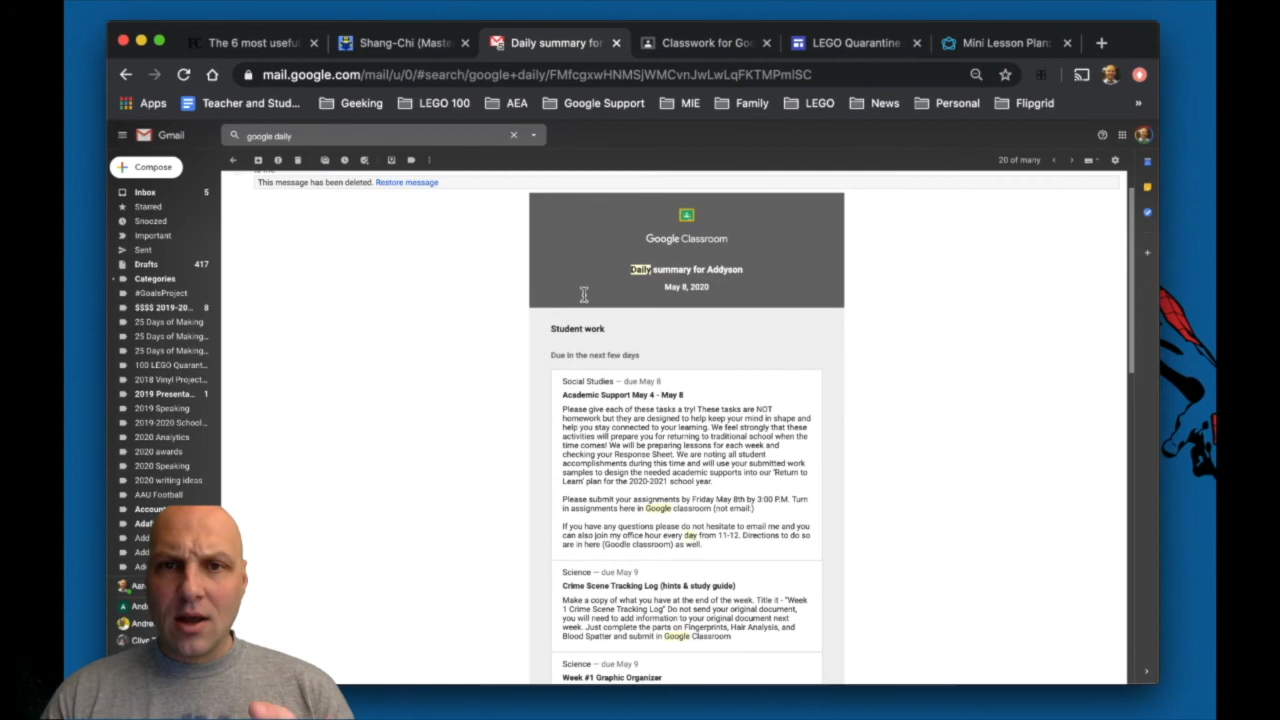 The 6 most useful
Shang-Chi (Master
Daily summary for
Classwork for Goo
LEGO Quarantine
Mini Lesson Plan:
mail.google.com/mail/u/0/#search/google+daily/FMfcgxwHNMSjWMCvnJwLwLqFKTMPmlSC
Apps
Teacher and Stud...
Geeking
LEGO 100
AEA
Google Support
MIE
Family
LEGO
News
Personal
Flipgrid
»
Gmail
google daily
Compose
20 of many
This message has been deleted. Restore message
Inbox 5
Starred
Snoozed
Important
Sent
Drafts 417
Categories
#GoalsProject
$$$$ 2019-20... 8
25 Days of Making
25 Days of Making...
25 Days of Making...
100 LEGO Quarant...
2018 Vinyl Project...
2019 Presenta... 1
2019 Speaking
2019-2020 School...
2020 Analytics
2020 awards
2020 Speaking
2020 writing ideas
AAU Football
Accoun
Adaf
Add
Add
Add
Aar
And
Andre
Clive
Google Classroom
Daily summary for Addyson
May 8, 2020
Student work
Due in the next few days
Social Studies – due May 8
Academic Support May 4 - May 8
Please give each of these tasks a try! These tasks are NOT
homework but they are designed to help keep your mind in shape and
help you stay connected to your learning. We feel strongly that these
activities will prepare you for returning to traditional school when the
time comes! We will be preparing lessons for each week and
checking your Response Sheet. We are noting all student
accomplishments during this time and will use your submitted work
samples to design the needed academic supports into our 'Return to
Learn' plan for the 2020-2021 school year.
Please submit your assignments by Friday May 8th by 3:00 P.M. Turn
in assignments here in Google classroom (not email:)
If you have any questions please do not hesitate to email me and you
can also join my office hour every day from 11-12. Directions to do so
are in here (Goodle classroom) as well.
Science – due May 9
Crime Scene Tracking Log (hints & study guide)
Make a copy of what you have at the end of the week. Title it - "Week
1 Crime Scene Tracking Log" Do not send your original document,
you will need to add information to your original document next
week. Just complete the parts on Fingerprints, Hair Analysis, and
Blood Spatter and submit in Google Classroom
Science – due May 9
Week #1 Graphic Organizer